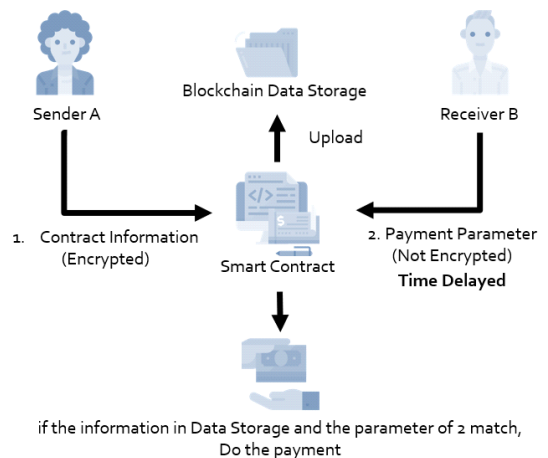 Sender A
Blockchain Data Storage
Receiver B
Upload
1. Contract Information
(Encrypted)
2. Payment Parameter
(Not Encrypted)
Time Delayed
Smart Contract
if the information in Data Storage and the parameter of 2 match,
Do the payment